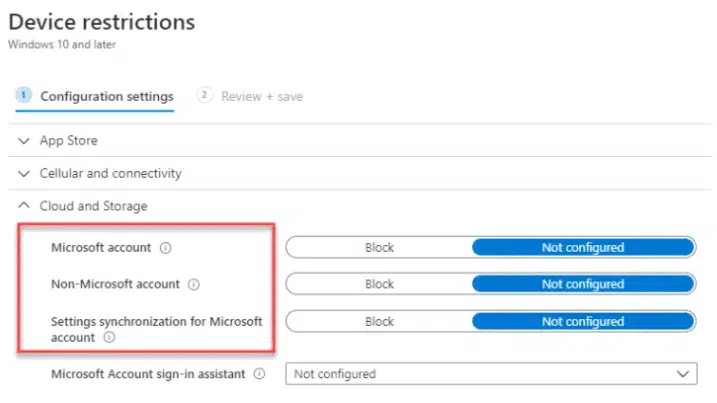 Device restrictions
Windows 10 and later
1 Configuration settings 2 Review + save
App Store
Cellular and connectivity
Cloud and Storage
Microsoft account Block Not configured
Non-Microsoft account Block Not configured
Settings synchronization for Microsoft
account Block Not configured
Microsoft Account sign-in assistant Not configured